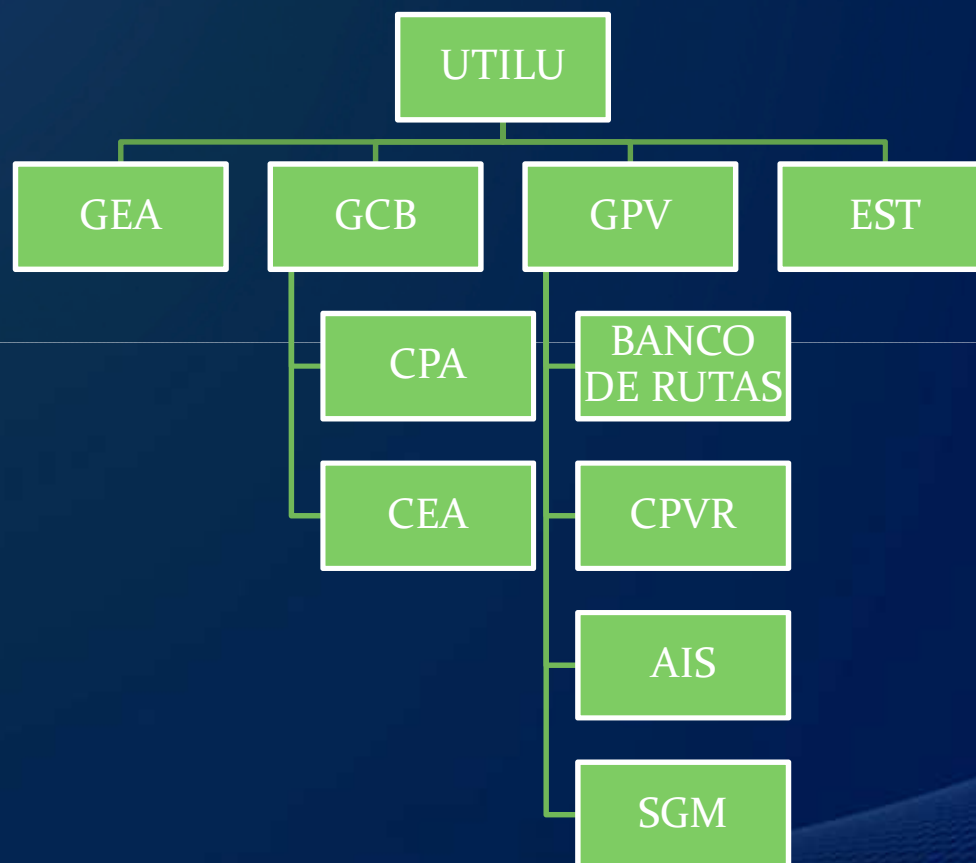 UTILU
GEA
GCB
GPV
EST
CPA
CEA
BANCO
DE RUTAS
CPVR
AIS
SGM